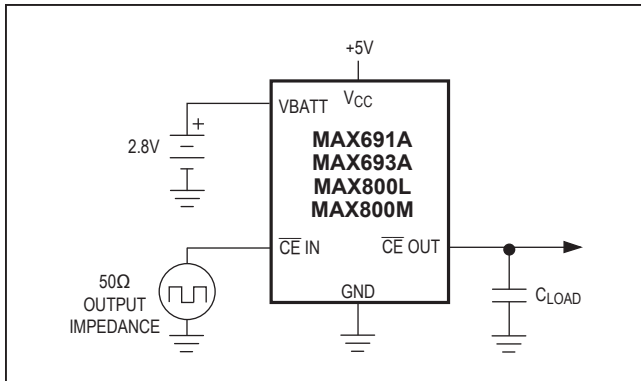 +5V
VCC
VBATT
+
2.8V
MAX691A
MAX693A
MAX800L
MAX800M
CE IN
CE OUT
50Ω
OUTPUT
IMPEDANCE
GND
CLOAD